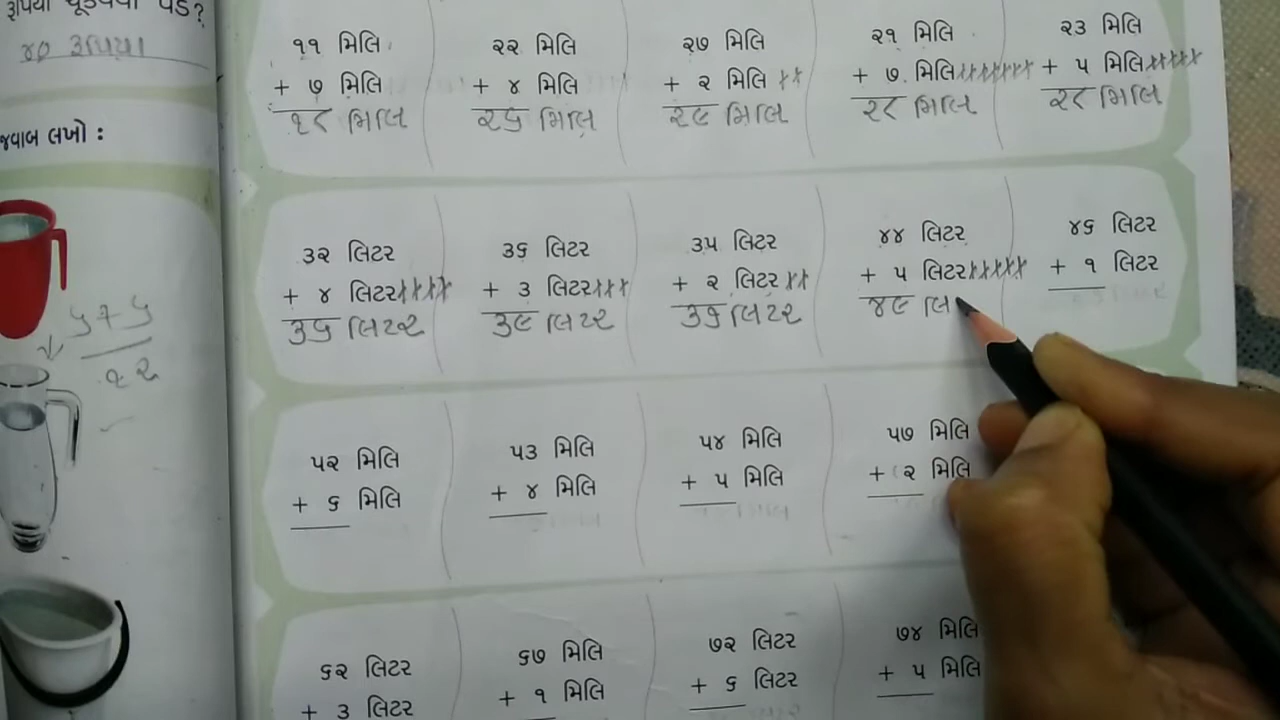 રૂપિયા ચૂકવવા પડે?
૪૦ રૂપિયા
જવાબ લખો :
૧૧ મિલિ
+ ૭ મિલિ
૧૮ મિલિ
૨૨ મિલિ
+ ૪ મિલિ
૨૬ મિલિ
૨૭ મિલિ
+ ૨ મિલિ
૨૯ મિલિ
૨૧ મિલિ
+ ૭ મિલિ
૨૮ મિલિ
૨૩ મિલિ
+ ૫ મિલિ
૨૮ મિલિ
૩૨ લિટર
+ ૪ લિટર
૩૬ લિટર
૩૬ લિટર
+ ૩ લિટર
૩૯ લિટર
૩૫ લિટર
+ ૨ લિટર
૩૭ લિટર
૪૪ લિટર
+ ૫ લિટર
૪૯ લિ
૪૬ લિટર
+ ૧ લિટર
૫૨ મિલિ
+ ૬ મિલિ
૫૩ મિલિ
+ ૪ મિલિ
૫૪ મિલિ
+ ૫ મિલિ
૫૭ મિલિ
+ ૨ મિલિ
૬૨ લિટર
+ ૩ લિટર
૬૭ મિલિ
+ ૧ મિલિ
૭૨ લિટર
+ ૬ લિટર
૭૪ મિલિ
+ ૫ મિલિ